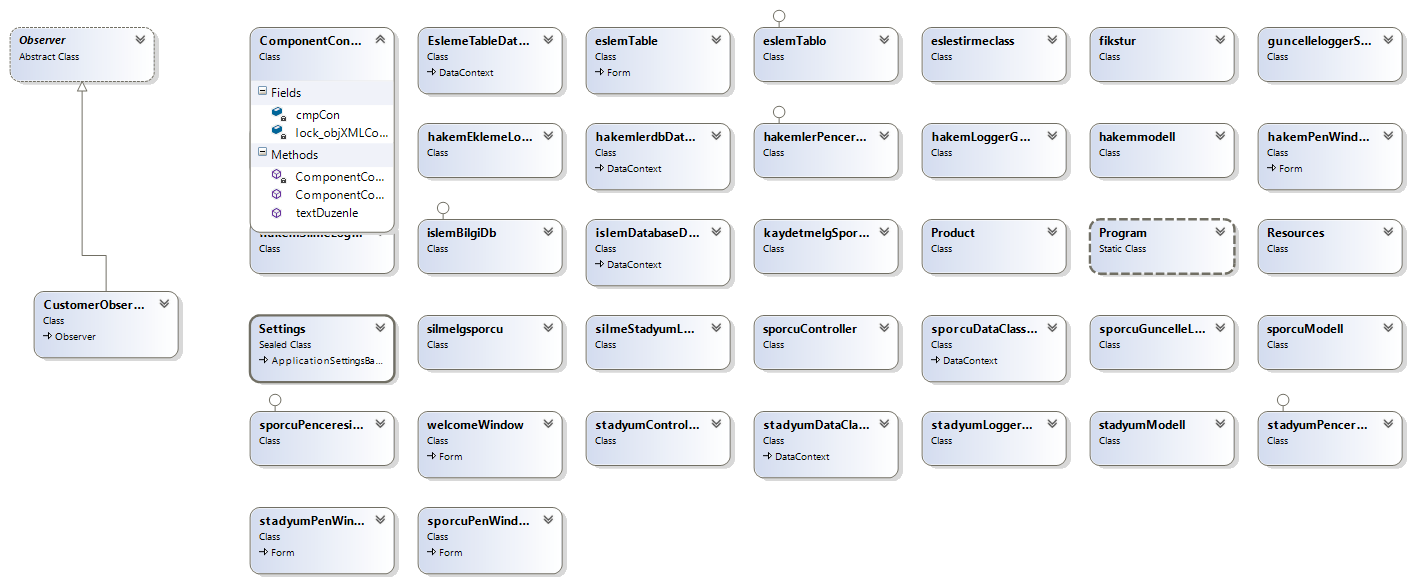 Observer
Abstract Class
CustomerObser...
Class
Observer
ComponentCon...
Class
Fields
cmpCon
lock_objXMLCo...
Methods
ComponentCo...
ComponentCo...
textDuzenle
EslemeTableDat...
Class
DataContext
eslemTable
Class
Form
eslemTablo
Class
eslestirmeclass
Class
fikstur
Class
guncelleloggerS...
Class
hakemEklemeLo...
Class
hakemlerdbDat...
Class
DataContext
hakemlerPencer...
Class
hakemLoggerG...
Class
hakemmodell
Class
hakemPenWind...
Class
Form
hakemSilmeLog...
Class
islemBilgiDb
Class
islemDatabaseD...
Class
DataContext
kaydetmelgSpor...
Class
Product
Class
Program
Static Class
Resources
Class
Settings
Sealed Class
ApplicationSettingsBa...
silmelgsporcu
Class
silmeStadyumL...
Class
sporcuController
Class
sporcuDataClass...
Class
DataContext
sporcuGuncelleL...
Class
sporcuModell
Class
sporcuPenceresi...
Class
welcomeWindow
Class
Form
stadyumControl...
Class
stadyumDataCla...
Class
DataContext
stadyumLogger...
Class
stadyumModell
Class
stadyumPencer...
Class
stadyumPenWin...
Class
Form
sporcuPenWind...
Class
Form